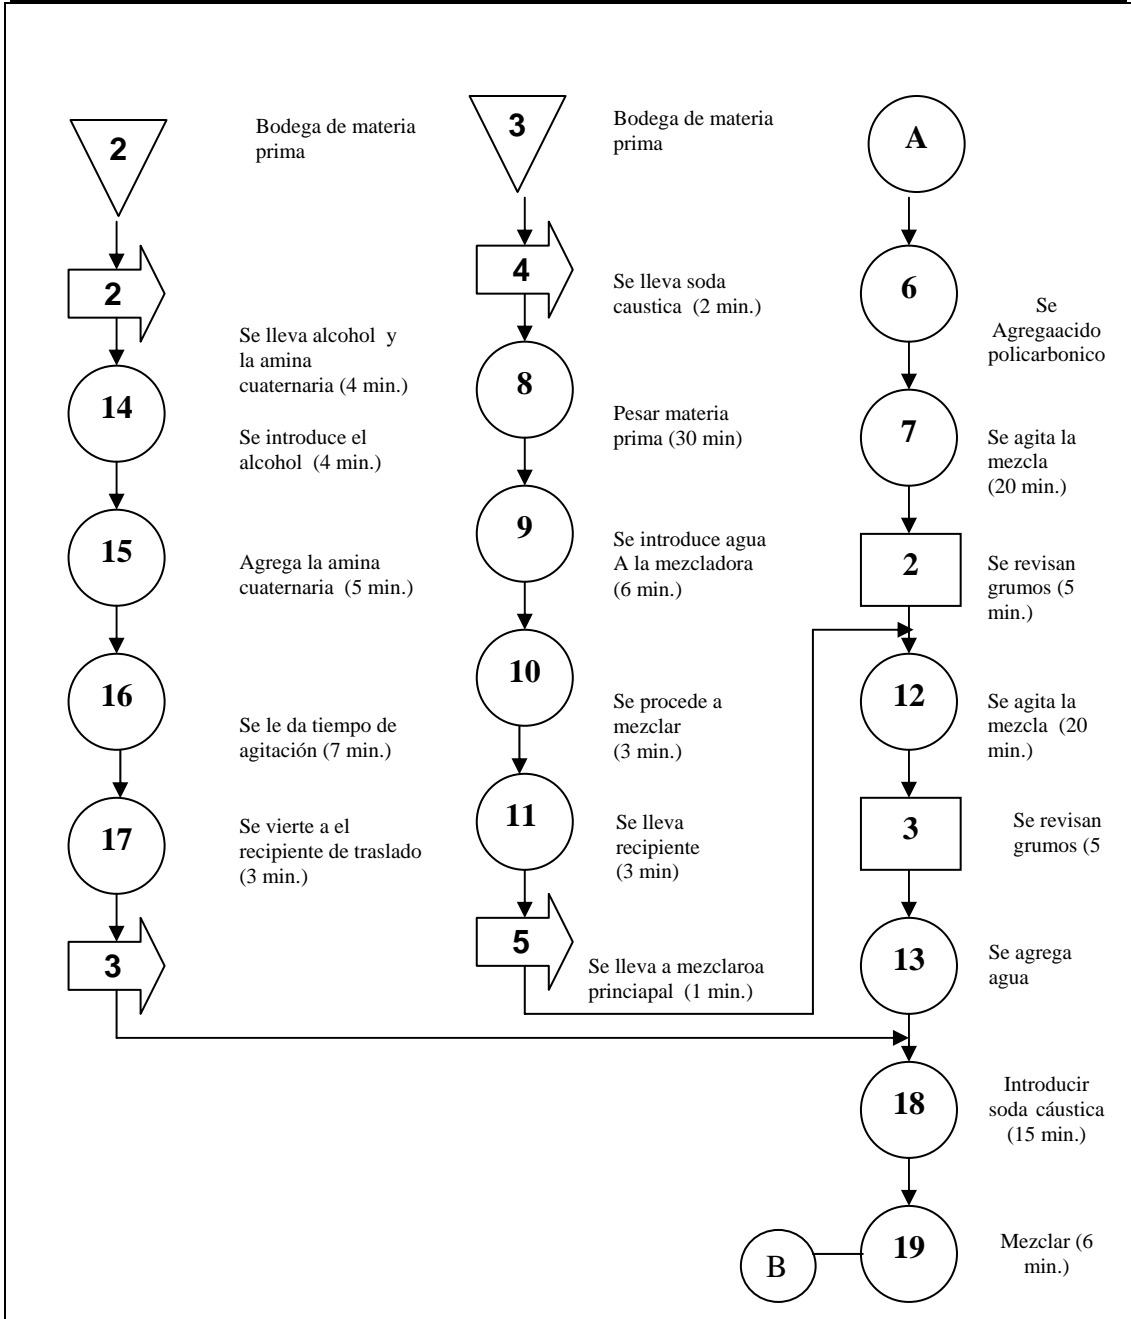 2
Bodega de materia
prima
2
Se lleva alcohol y
la amina
cuaternaria (4 min.)
14
Se introduce el
alcohol (4 min.)
15
Agrega la amina
cuaternaria (5 min.)
16
Se le da tiempo de
agitación (7 min.)
17
Se vierte a el
recipiente de traslado
(3 min.)
3
3
Bodega de materia
prima
4
Se lleva soda
caustica (2 min.)
8
Pesar materia
prima (30 min)
9
Se introduce agua
A la mezcladora
(6 min.)
10
Se procede a
mezclar
(3 min.)
11
Se lleva
recipiente
(3 min)
5
Se lleva a mezclaroa
princiapal (1 min.)
A
6
Se
Agregaacido
policarbonico
7
Se agita la
mezcla
(20 min.)
2
Se revisan
grumos (5
min.)
12
Se agita la
mezcla (20
min.)
3
Se revisan
grumos (5
13
Se agrega
agua
18
Introducir
soda cáustica
(15 min.)
19
Mezclar (6
min.)
B